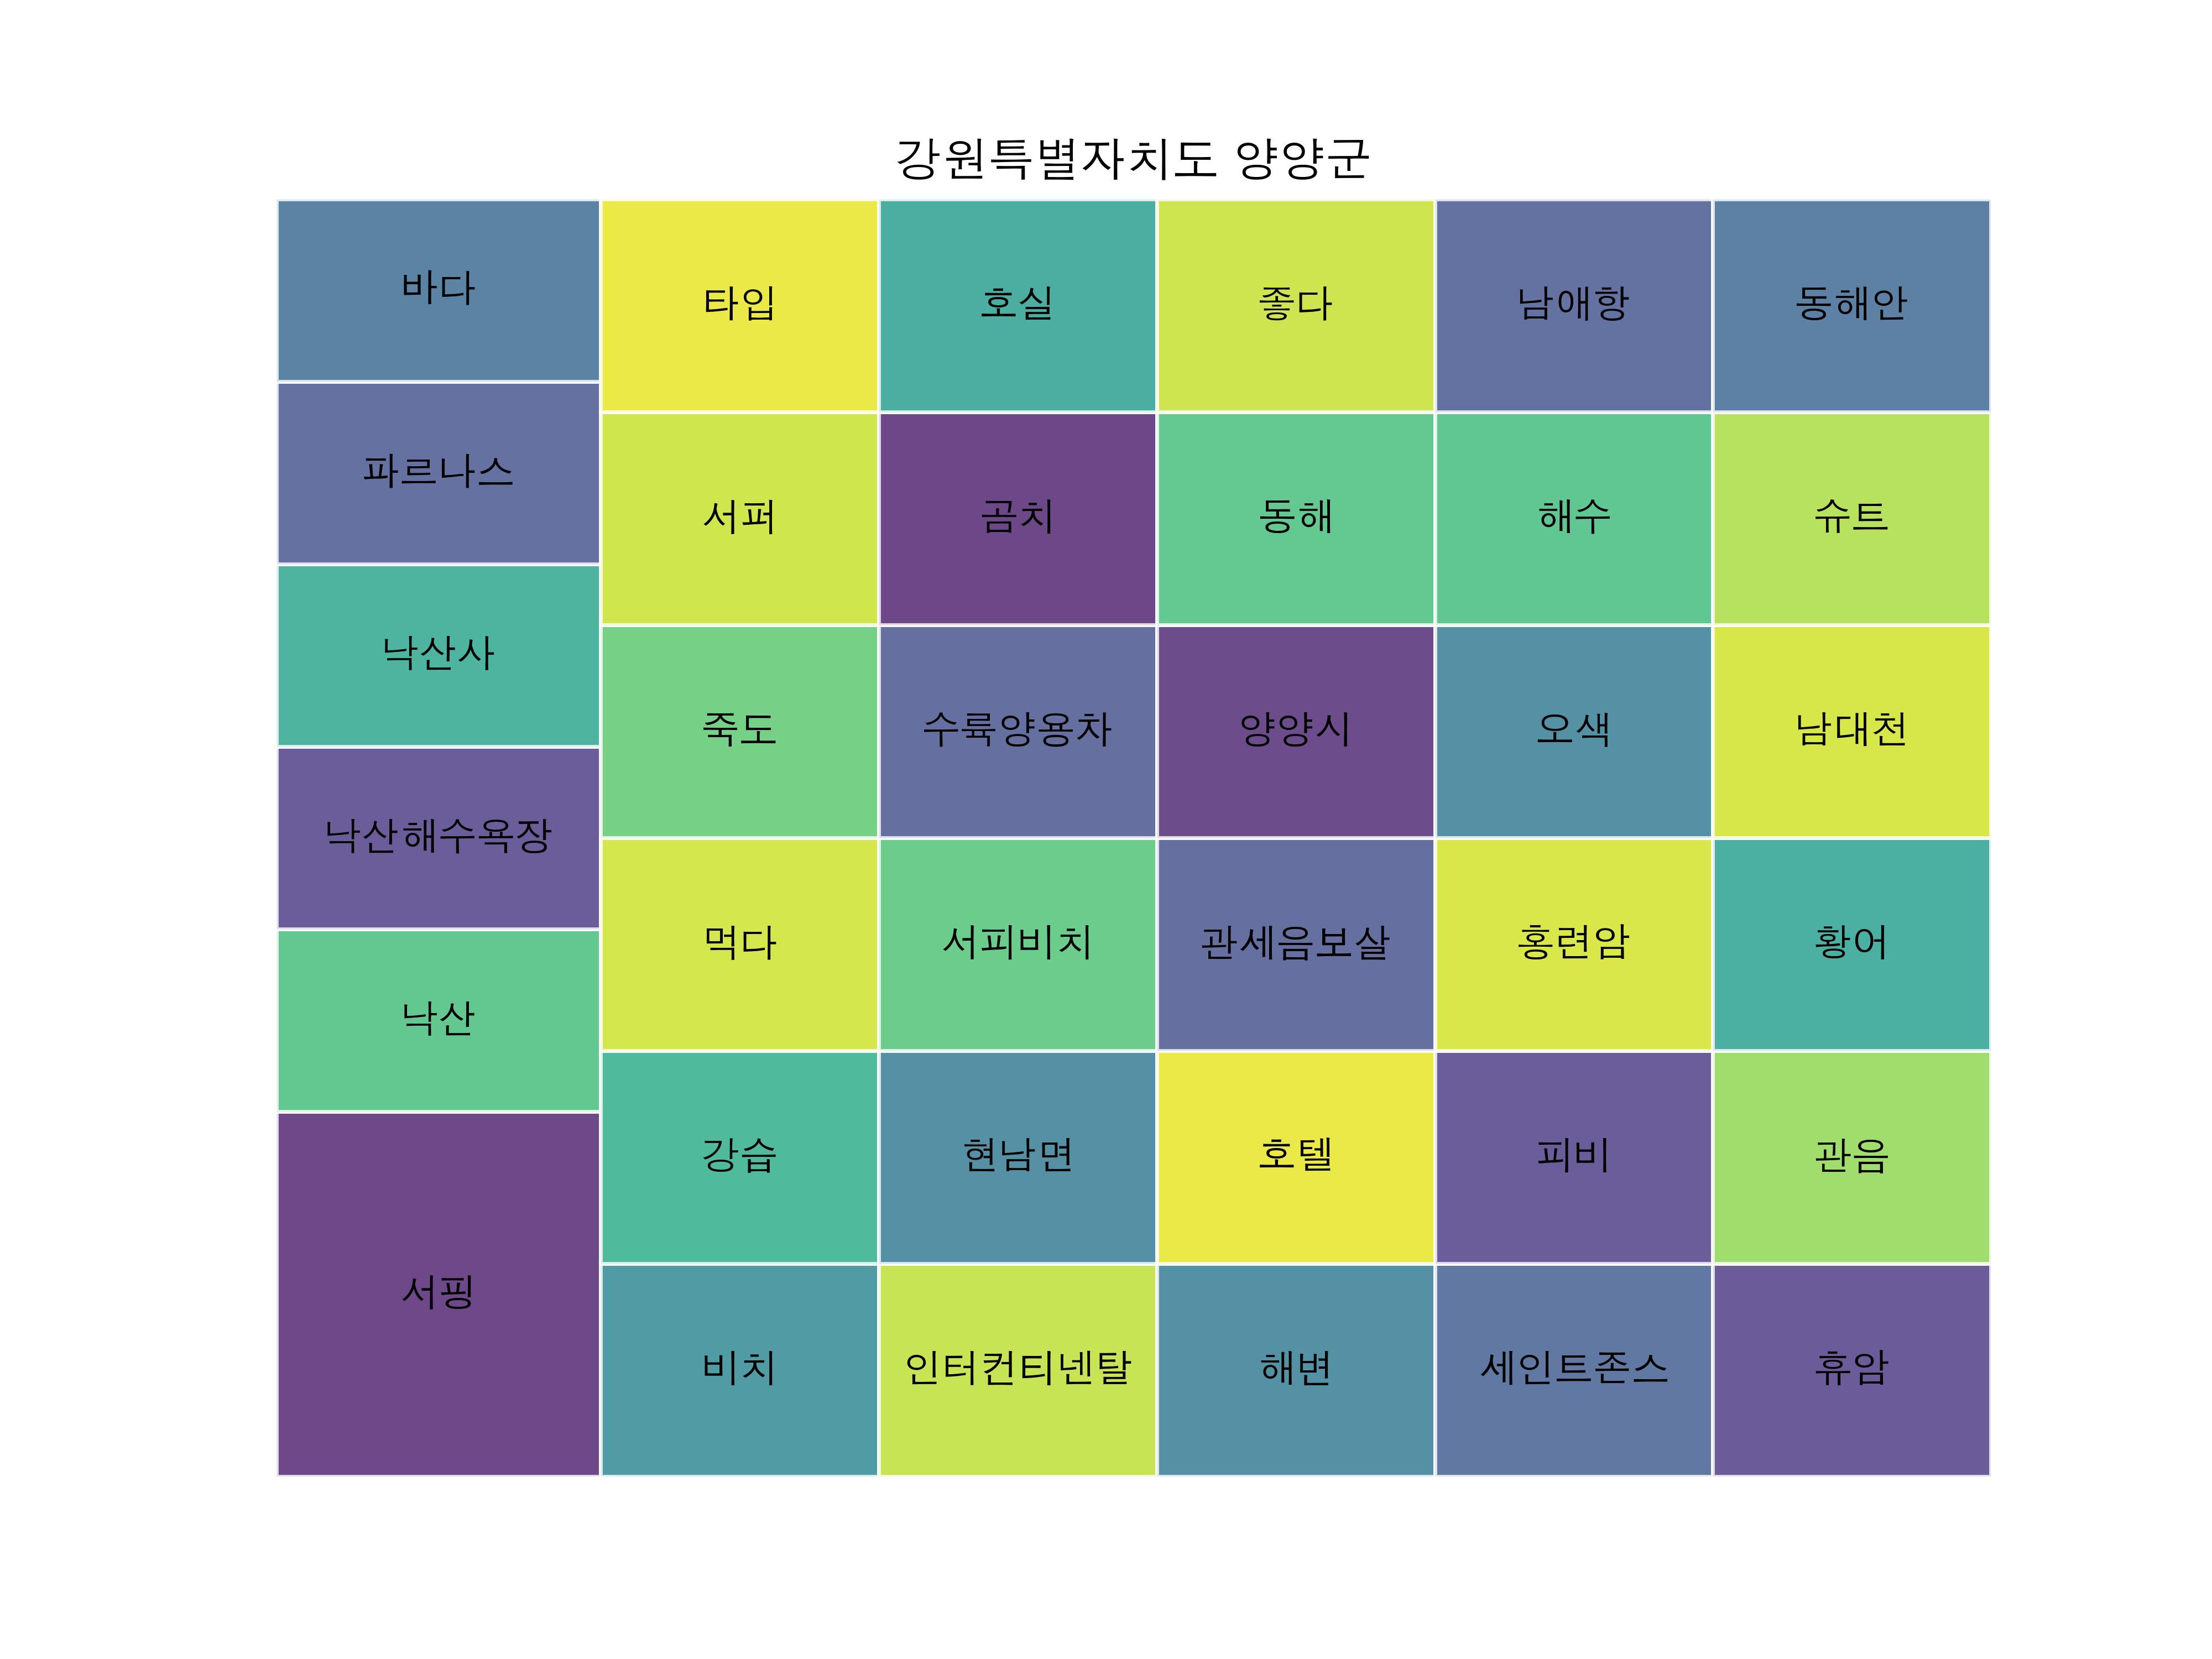 강원특별자치도 양양군
바다
타입
호실
좋다
남애항
동해안
파르나스
서퍼
곰치
동해
해수
슈트
낙산사
죽도
수륙양용차
양양시
오색
남대천
낙산해수욕장
먹다
서피비치
관세음보살
홍련암
황어
낙산
강습
현남면
호텔
피비
관음
서핑
비치
인터컨티넨탈
해변
세인트존스
휴암